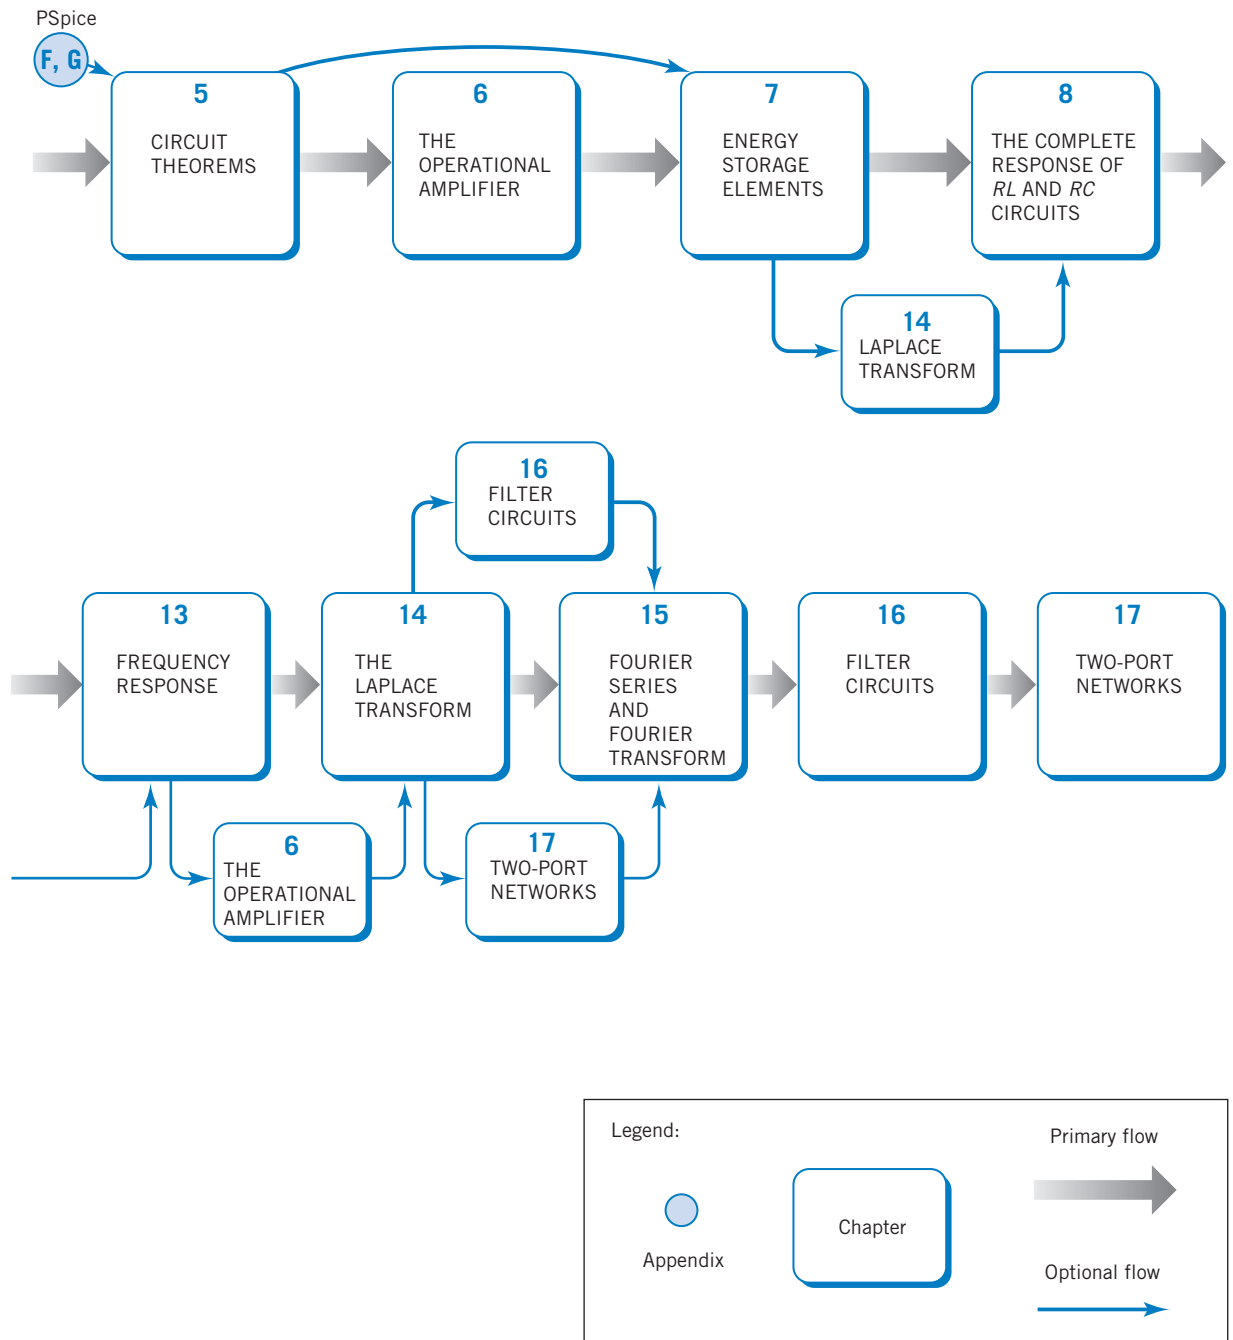 PSpice
F, G
5
CIRCUIT
THEOREMS
6
THE
OPERATIONAL
AMPLIFIER
7
ENERGY
STORAGE
ELEMENTS
8
THE COMPLETE
RESPONSE OF
RL AND RC
CIRCUITS
14
LAPLACE
TRANSFORM
16
FILTER
CIRCUITS
13
FREQUENCY
RESPONSE
14
THE
LAPLACE
TRANSFORM
15
FOURIER
SERIES
AND
FOURIER
TRANSFORM
16
FILTER
CIRCUITS
17
TWO-PORT
NETWORKS
6
THE
OPERATIONAL
AMPLIFIER
17
TWO-PORT
NETWORKS
Legend:
Appendix
Chapter
Primary flow
Optional flow